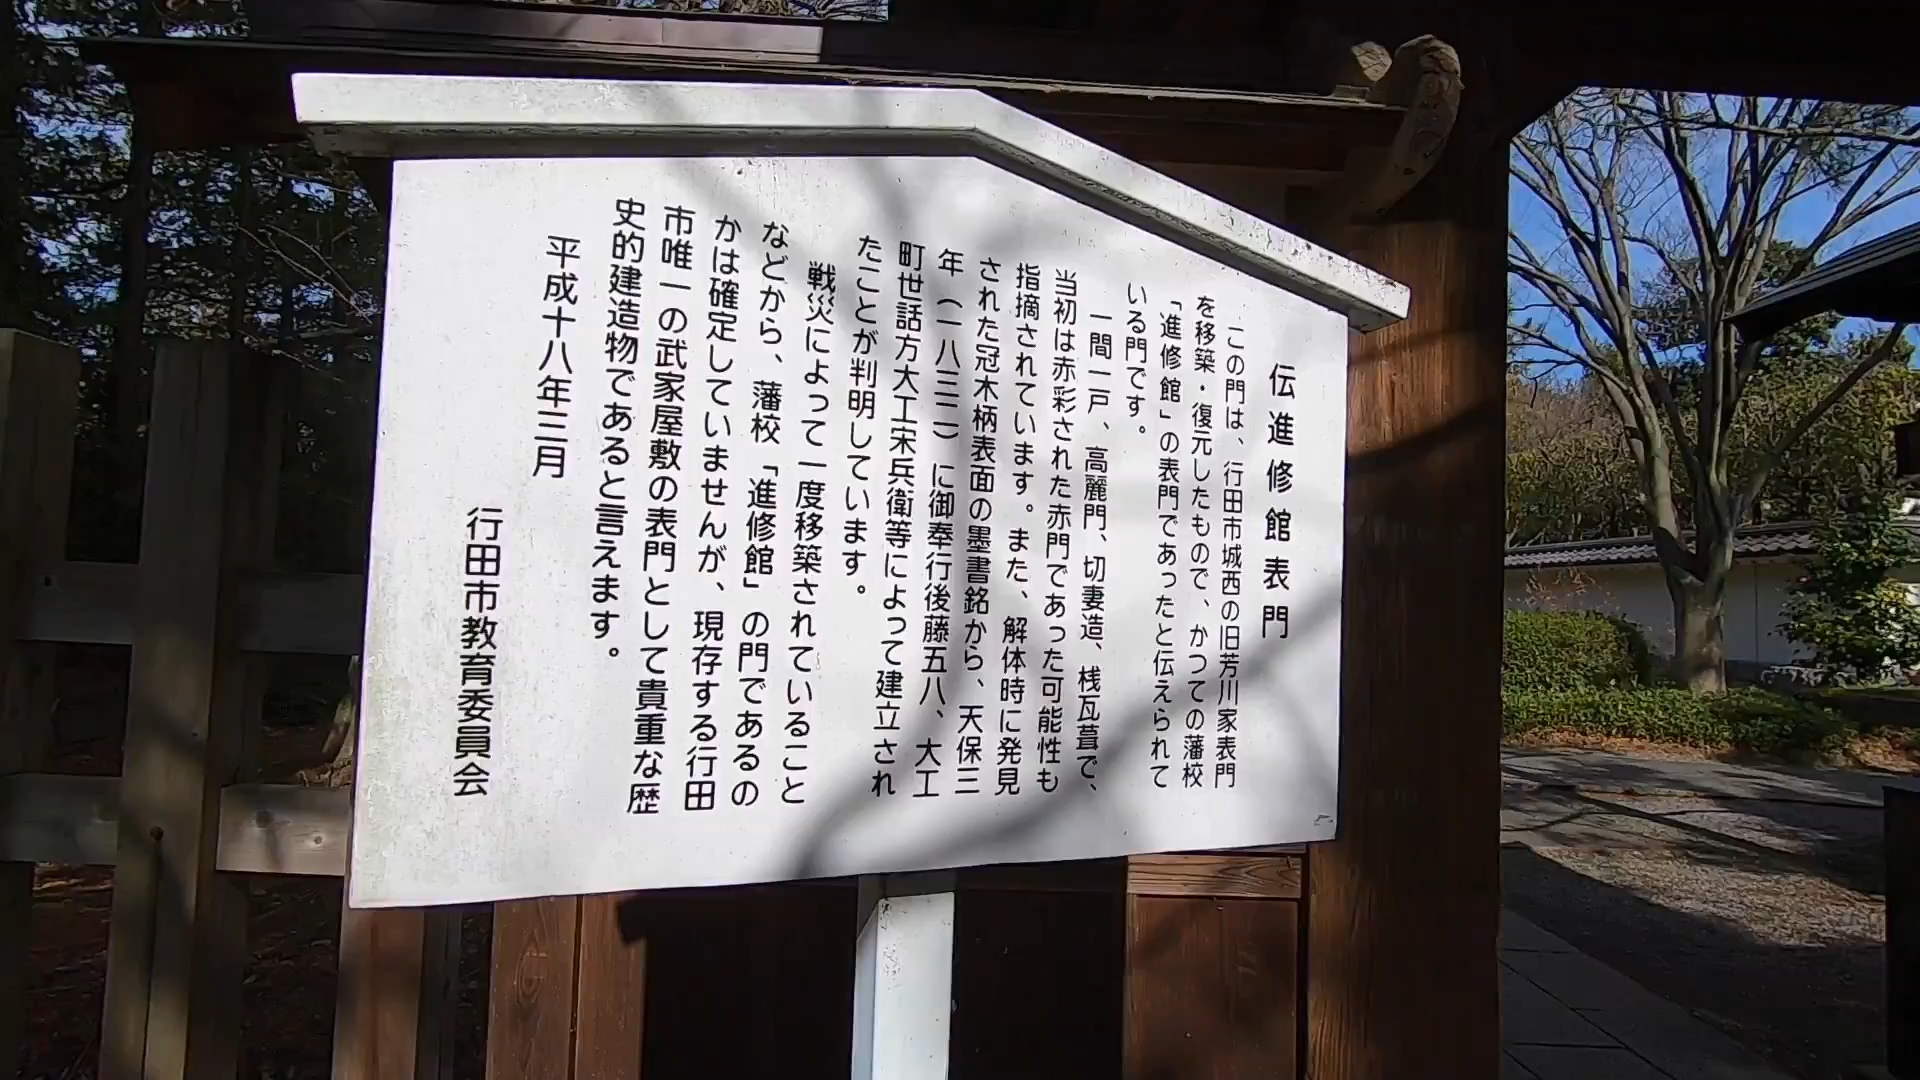 伝進修館表門
この門は、行田市城西の旧芳川家表門
を移築・復元したもので、かつての藩校
「進修館」の表門であったと伝えられて
いる門です。
一間一戸、高麗門、切妻造、桟瓦葺で、
当初は赤彩された赤門であった可能性も
指摘されています。また、解体時に発見
された冠木柄表面の墨書銘から、天保三
年（一八三二）に御奉行後藤五八、大工
町世話方大工宋兵衛等によって建立され
たことが判明しています。
戦災によって一度移築されていること
などから、藩校「進修館」の門であるの
かは確定していませんが、現存する行田
市唯一の武家屋敷の表門として貴重な歴
史的建造物であると言えます。
平成十八年三月
行田市教育委員会